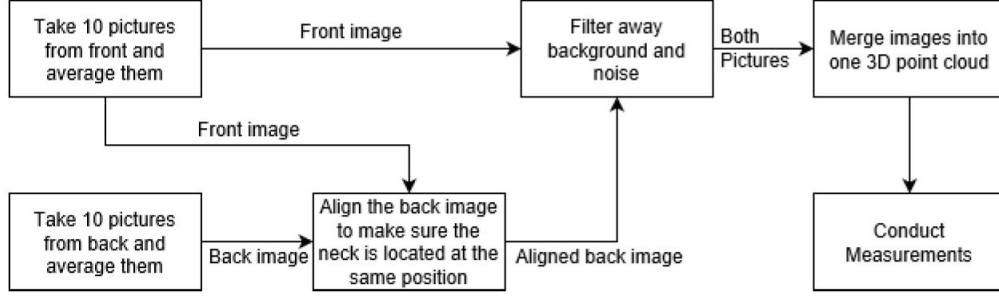 Take 10 pictures
from front and
average them
Front image
Filter away
background and
noise
Both
Pictures
Merge images into
one 3D point cloud
Front image
Take 10 pictures
from back and
average them
Back image
Align the back image
to make sure the
neck is located at the
same position
Aligned back image
Conduct
Measurements